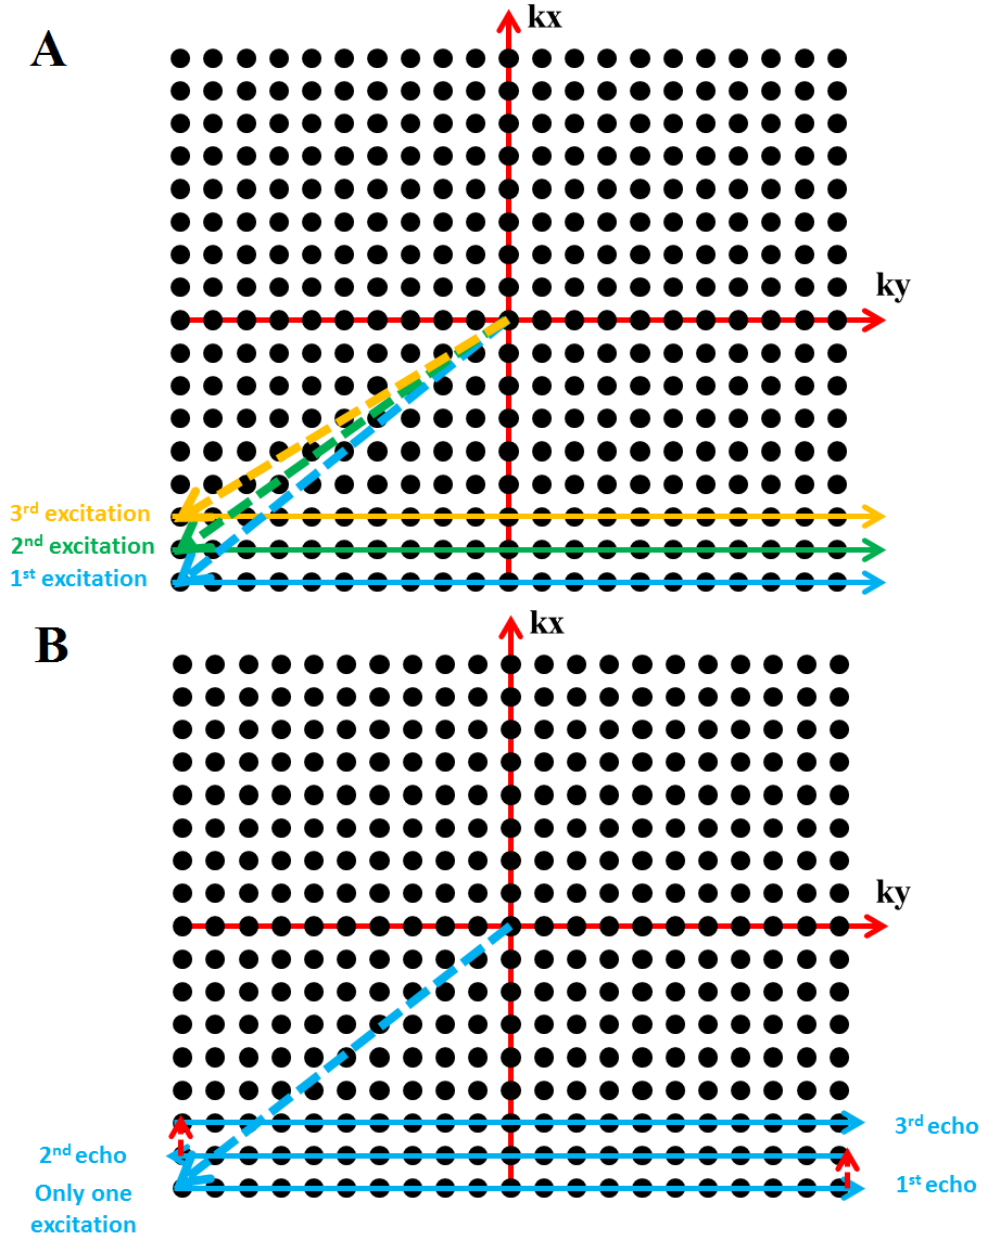 A
kx
ky
3rd excitation
2nd excitation
1st excitation
B
kx
ky
3rd echo
2nd echo
1st echo
Only one
excitation